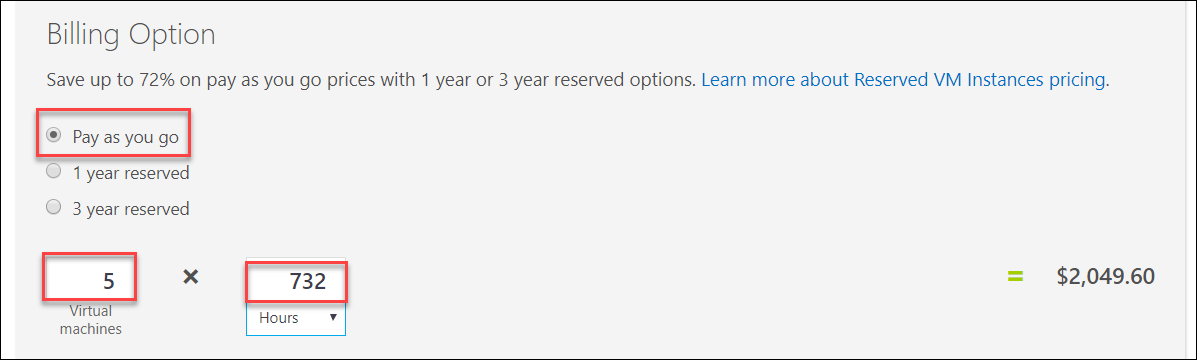 Billing Option
Save up to 72% on pay as you go prices with 1 year or 3 year reserved options. Learn more about Reserved VM Instances pricing.
Pay as you go
1 year reserved
3 year reserved
5 × 732 = $2,049.60
Virtual
machines
Hours